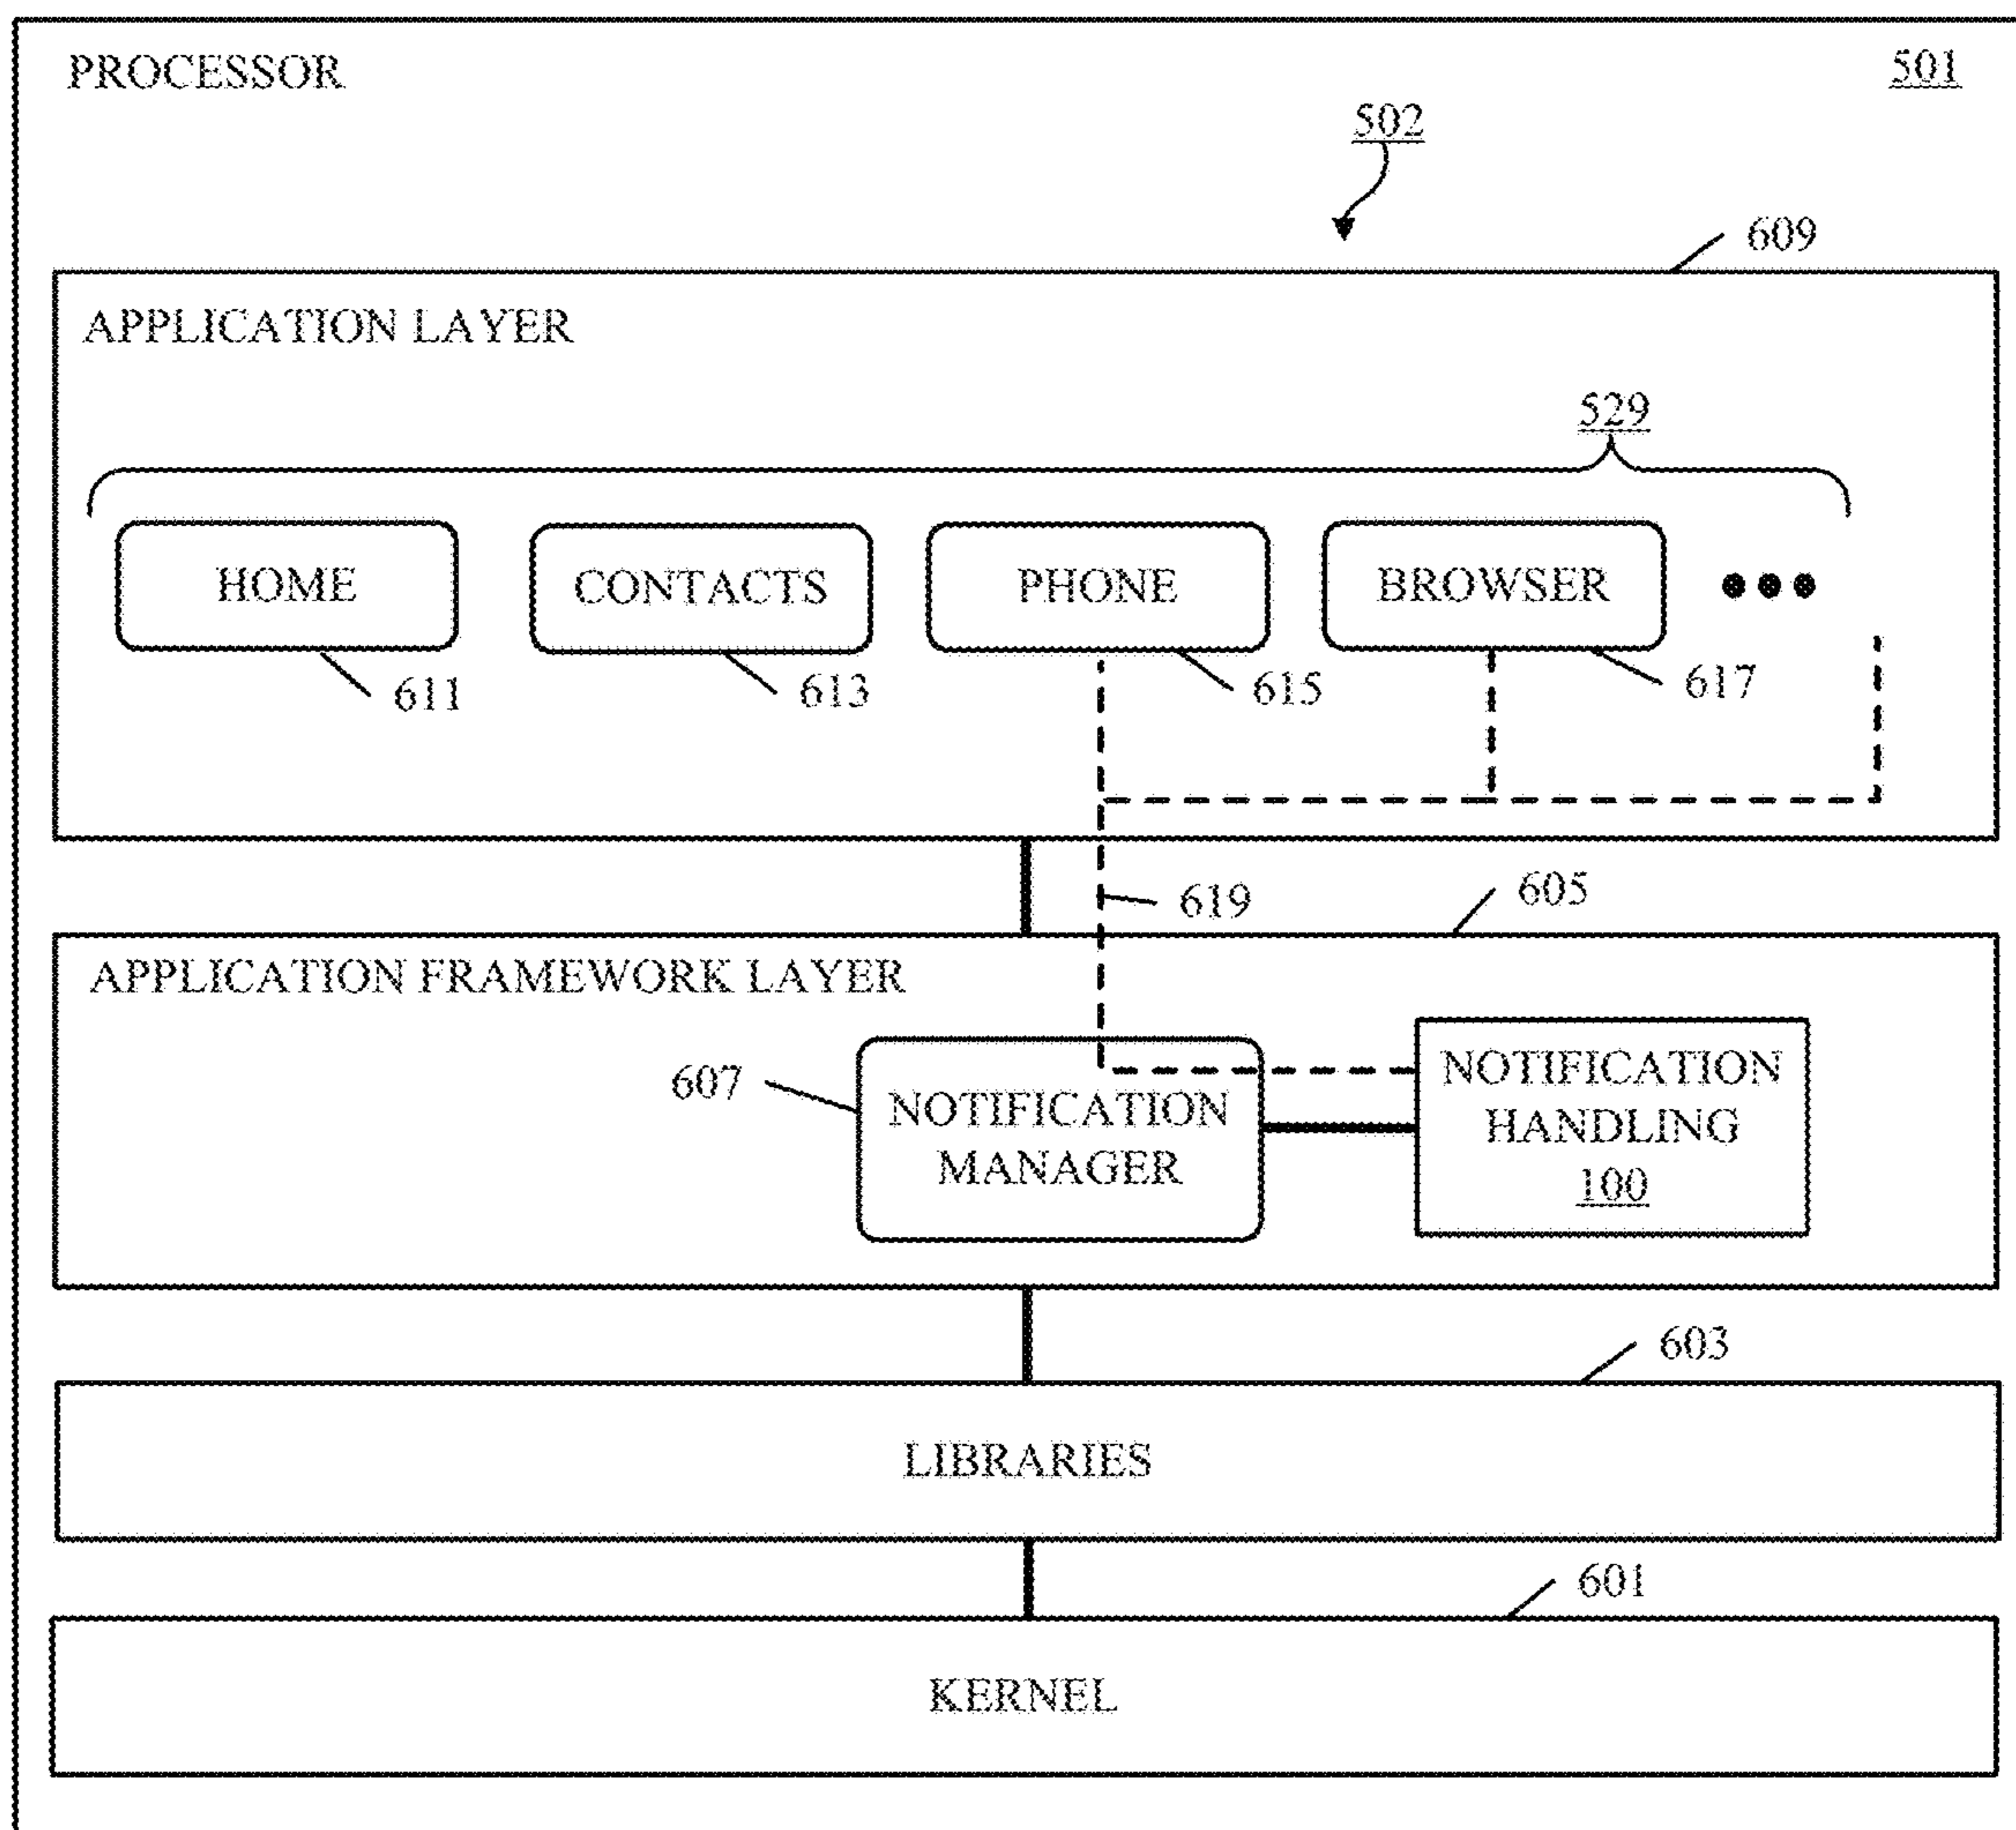 PROCESSOR
501
502
609
APPLICATION LAYER
529
HOME
CONTACTS
PHONE
BROWSER
611
613
615
617
619
605
APPLICATION FRAMEWORK LAYER
607
NOTIFICATION
MANAGER
NOTIFICATION
HANDLING
100
603
LIBRARIES
601
KERNEL